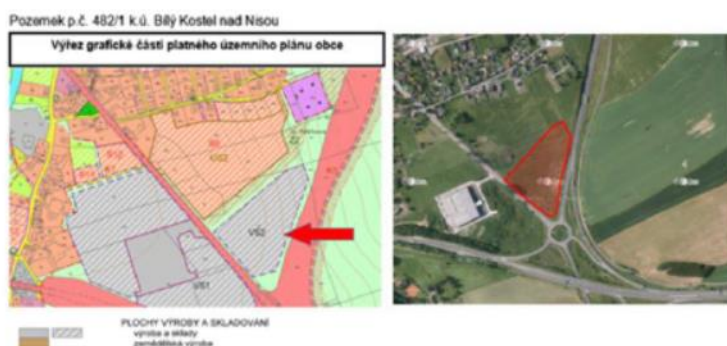 Pozemek p.č. 482/1 k.ú. Bílý Kostel nad Nisou
Výřez grafické části platného územního plánu obce
VS2
VS1
PLOCHY VÝROBY A SKLADOVÁNÍ
výroba a sklady
zemědělská výroba